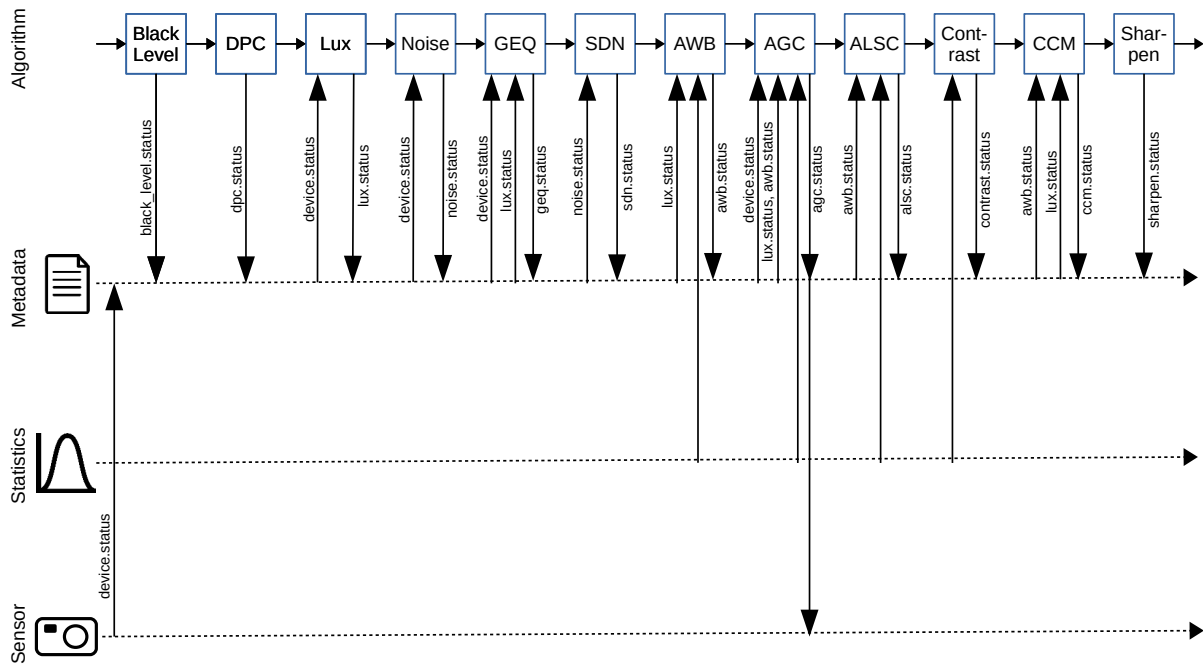 Algorithm
Black
Level
DPC
Lux
Noise
GEQ
SDN
AWB
AGC
ALSC
Cont-
rast
CCM
Shar-
pen
black_level.status
dpc.status
device.status
lux.status
device.status
noise.status
device.status
lux.status
geq.status
noise.status
sdn.status
lux.status
awb.status
device.status
lux.status, awb.status
agc.status
awb.status
alsc.status
contrast.status
awb.status
lux.status
ccm.status
sharpen.status
Metadata
Statistics
device.status
Sensor